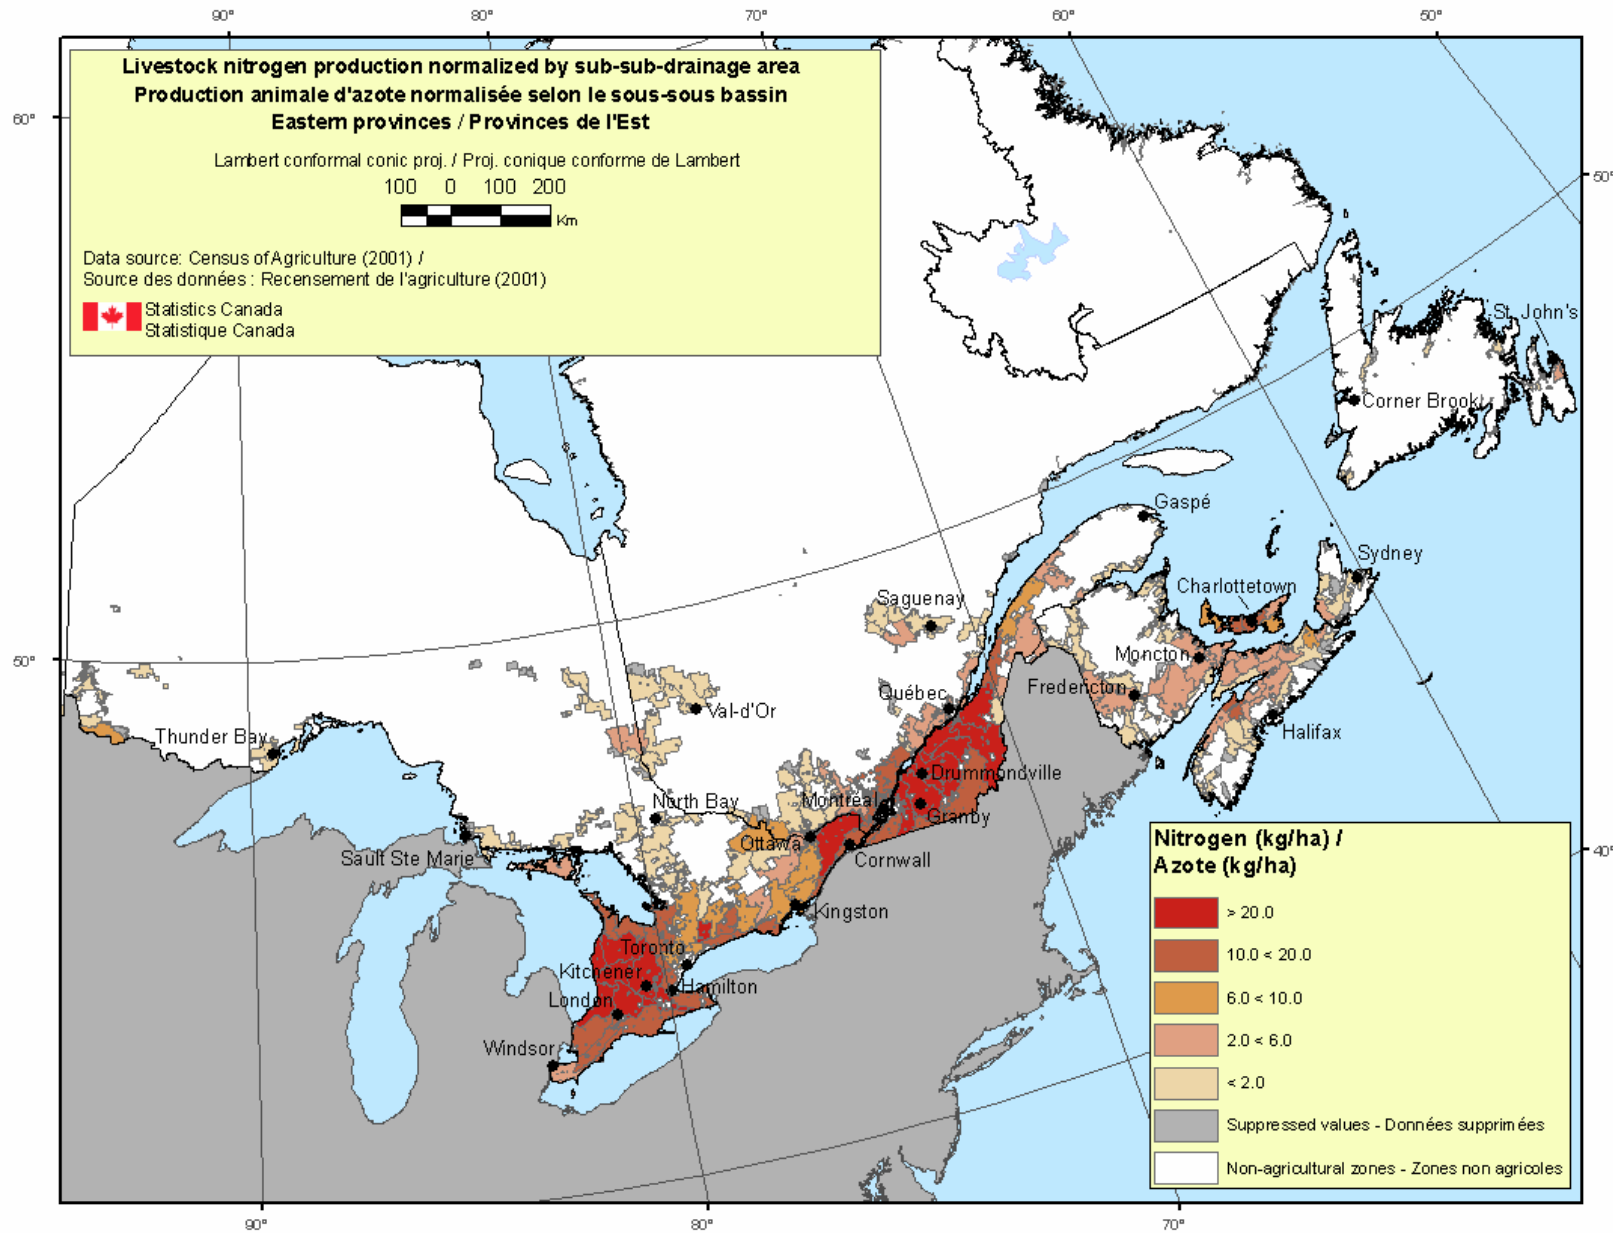 90°
80°
70°
60°
50°
Livestock nitrogen production normalized by sub-sub-drainage area
Production animale d'azote normalisée selon le sous-sous bassin
Eastern provinces / Provinces de l'Est
Lambert conformal conic proj. / Proj. conique conforme de Lambert
100 0 100 200
Km
Data source: Census of Agriculture (2001) /
Source des données : Recensement de l'agriculture (2001)
Statistics Canada
Statistique Canada
60°
50°
St. John's
Corner Brook
Gaspé
Sydney
Charlottetown
Saguenay
50°
Moncton
Fredericton
Québec
Val-d'Or
Thunder Bay
Halifax
Drummondville
North Bay
Montréal
Granby
Ottawa
Cornwall
Sault Ste Marie
40°
Kingston
Toronto
Kitchener
Hamilton
London
Windsor
Nitrogen (kg/ha) /
Azote (kg/ha)
> 20.0
10.0 < 20.0
6.0 < 10.0
2.0 < 6.0
< 2.0
Suppressed values - Données supprimées
Non-agricultural zones - Zones non agricoles
90°
80°
70°